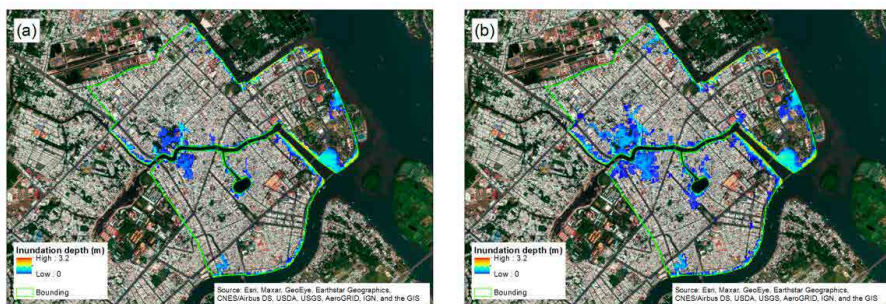 (a)
Inundation depth (m)
High : 3.2
Low : 0
Bounding
Source: Esri, Maxar, GeoEye, Earthstar Geographics,
CNES/Airbus DS, USDA, USGS, AeroGRID, IGN, and the GIS
(b)
Inundation depth (m)
High : 3.2
Low : 0
Bounding
Source: Esri, Maxar, GeoEye, Earthstar Geographics,
CNES/Airbus DS, USDA, USGS, AeroGRID, IGN, and the GIS